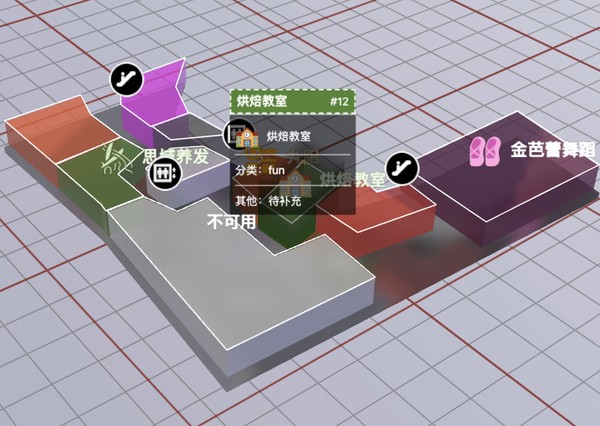 烘焙教室 #12
烘焙教室
分类：fun
其他：待补充
思域养发
烘焙教室
金芭蕾舞蹈
不可用